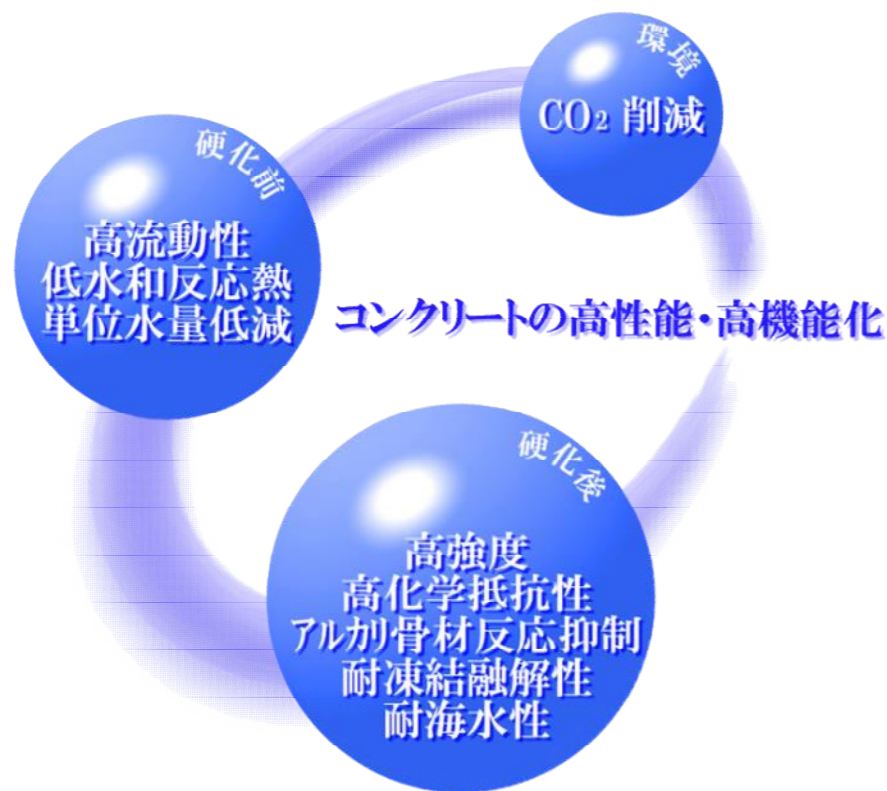 環境
CO₂ 削減
硬化前
高流動性
低水和反応熱
単位水量低減
コンクリートの高性能・高機能化
硬化後
高強度
高化学抵抗性
アルカリ骨材反応抑制
耐凍結融解性
耐海水性